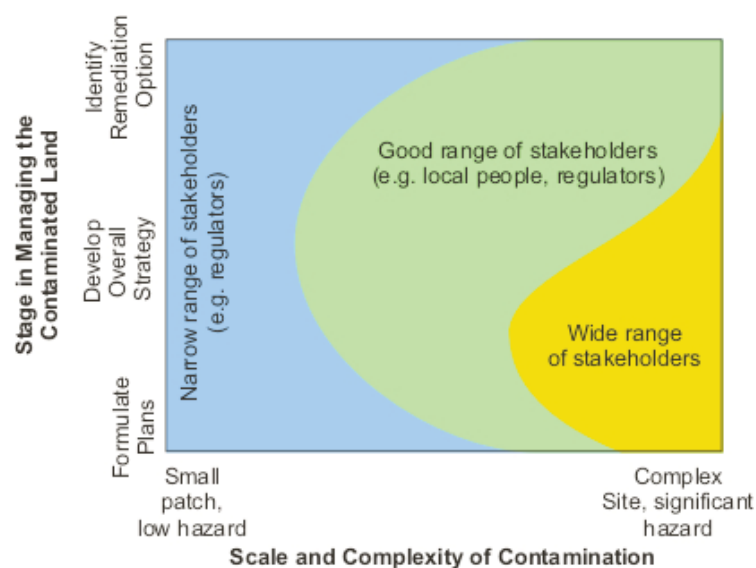 Stage in Managing the
Contaminated Land
Identify
Remediation
Option
Develop
Overall
Strategy
Formulate
Plans
Narrow range of stakeholders
(e.g. regulators)
Good range of stakeholders
(e.g. local people, regulators)
Wide range
of stakeholders
Small
patch,
low hazard
Complex
Site, significant
hazard
Scale and Complexity of Contamination